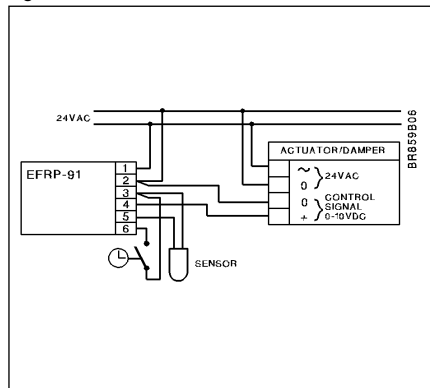 24VAC
BR859B06
ACTUATOR/DAMPER
EFRP-91
1
2
3
4
5
6
~
0
24VAC
0
+
CONTROL
SIGNAL
0-10VDC
SENSOR